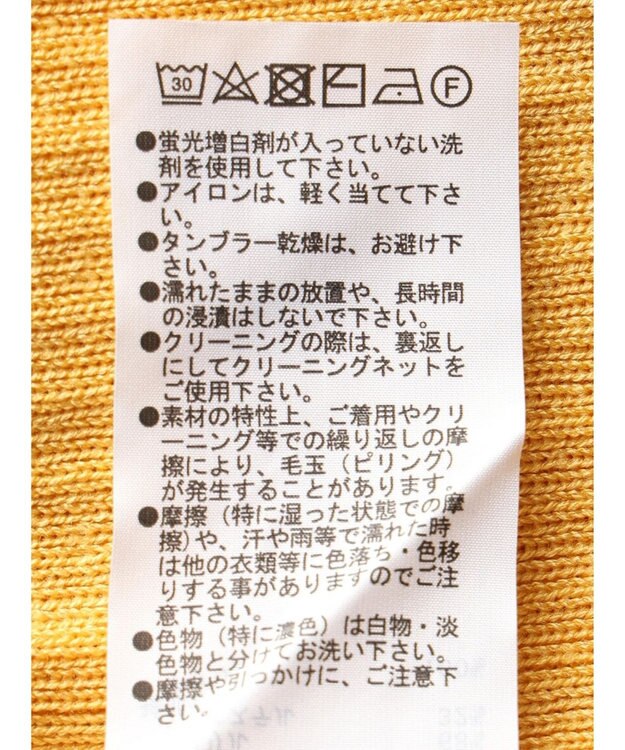 30 F
●蛍光増白剤が入っていない洗
剤を使用して下さい。
●アイロンは、軽く当てて下さ
い。
●タンブラー乾燥は、お避け下
さい。
●濡れたままの放置や、長時間
の浸漬はしないで下さい。
●クリーニングの際は、裏返し
にしてクリーニングネットを
ご使用下さい。
●素材の特性上、ご着用やクリ
ーニング等での繰り返しの摩
擦により、毛玉（ピリング）
が発生することがあります。
●摩擦（特に湿った状態での摩
擦）や、汗や雨等で濡れた時
は他の衣類等に色落ち・色移
りする事がありますのでご注
意下さい。
●色物（特に濃色）は白物・淡
色物と分けてお洗い下さい。
●摩擦や引っかけに、ご注意下
さい。